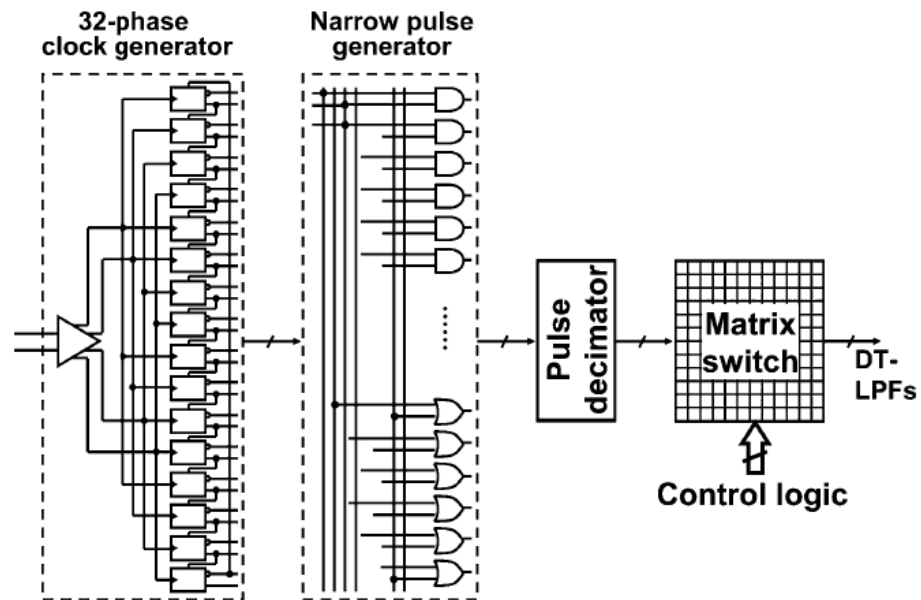 32-phase
clock generator
Narrow pulse
generator
Pulse
decimator
Matrix
switch
DT-
LPFs
Control logic